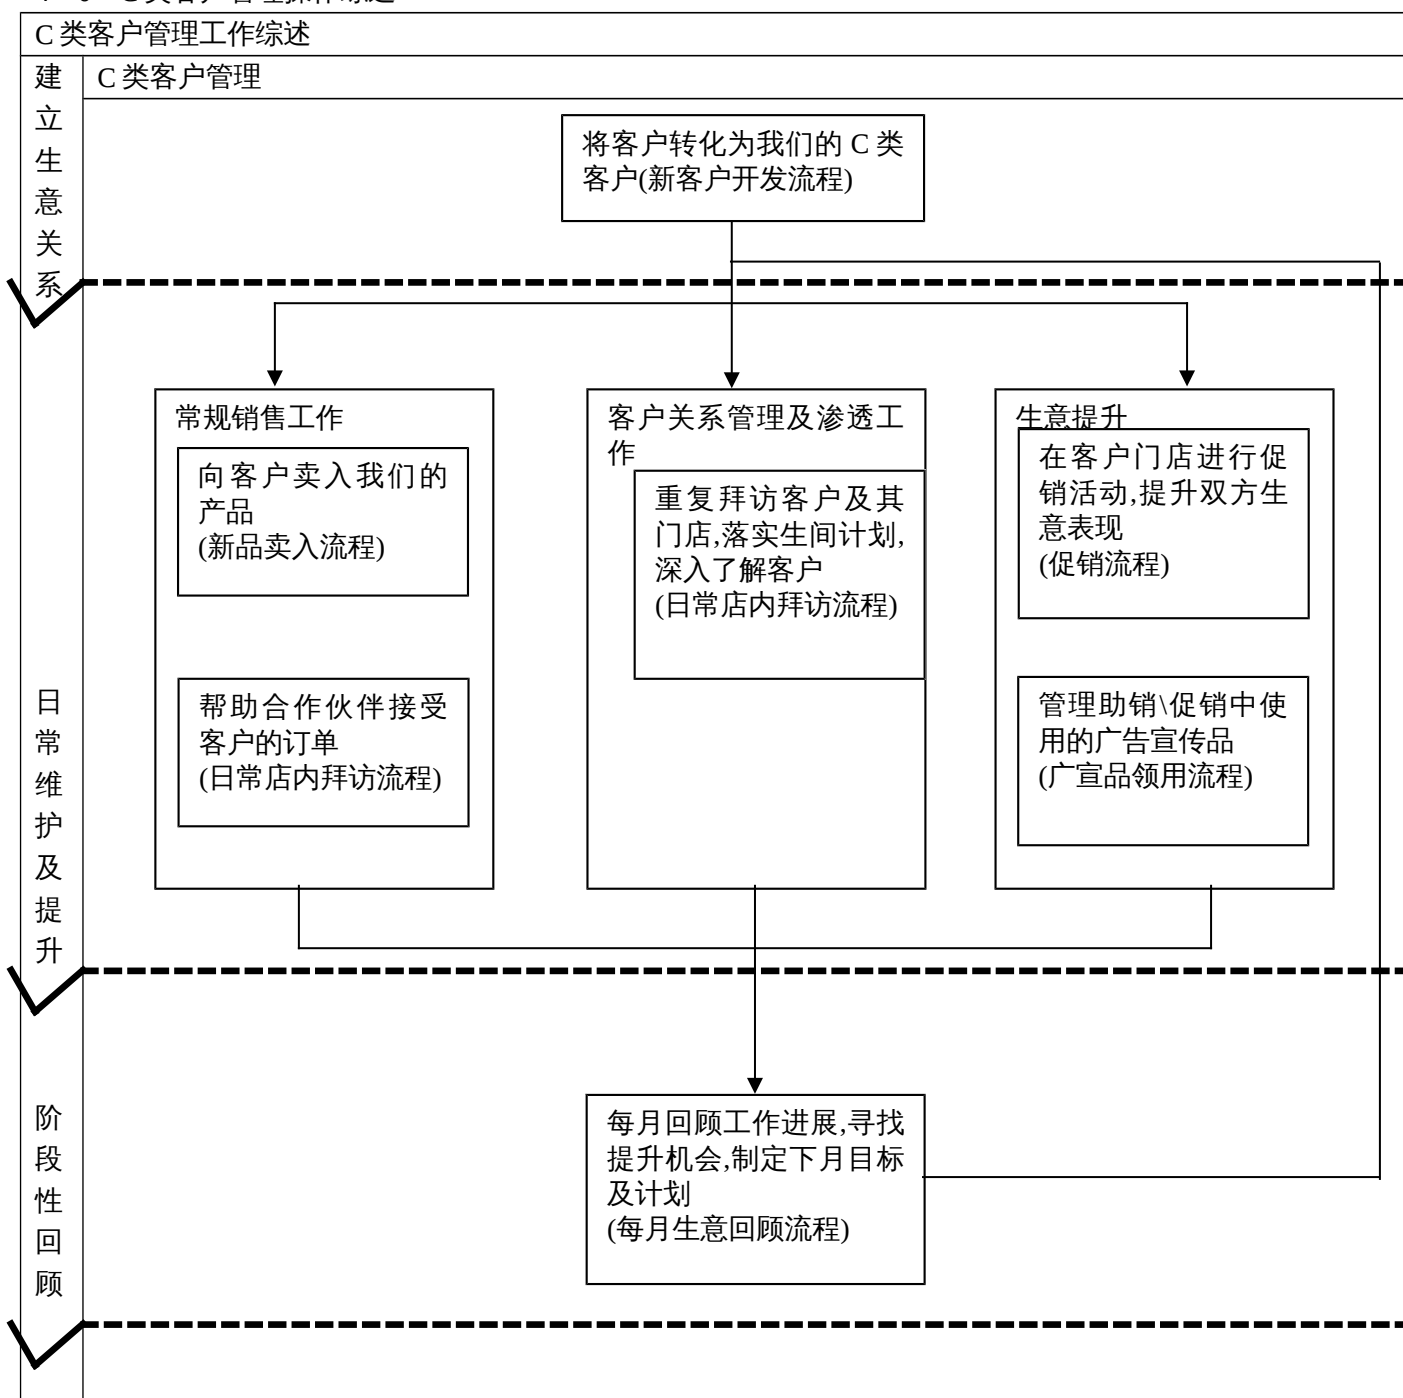 C 类客户管理工作综述
C 类客户管理
建
立
生
意
关
系
将客户转化为我们的 C 类
客户(新客户开发流程)
日
常
维
护
及
提
升
常规销售工作
向客户卖入我们的
产品
(新品卖入流程)
帮助合作伙伴接受
客户的订单
(日常店内拜访流程)
客户关系管理及渗透工
作
重复拜访客户及其
门店,落实生间计划,
深入了解客户
(日常店内拜访流程)
生意提升
在客户门店进行促
销活动,提升双方生
意表现
(促销流程)
管理助销\促销中使
用的广告宣传品
(广宣品领用流程)
阶
段
性
回
顾
每月回顾工作进展,寻找
提升机会,制定下月目标
及计划
(每月生意回顾流程)